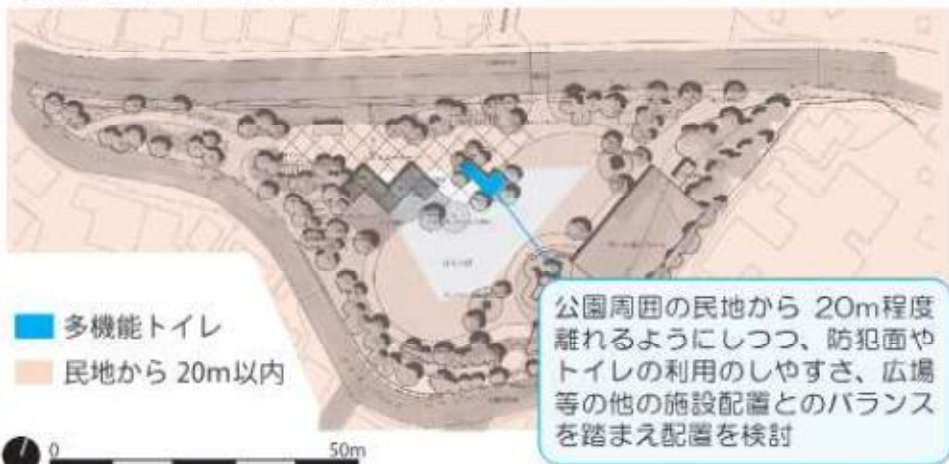 公園周囲の民地から 20m程度
離れるようにしつつ、防犯面や
トイレの利用のしやすさ、広場
等の他の施設配置とのバランス
を踏まえ配置を検討
多機能トイレ
民地から 20m以内
0
50m